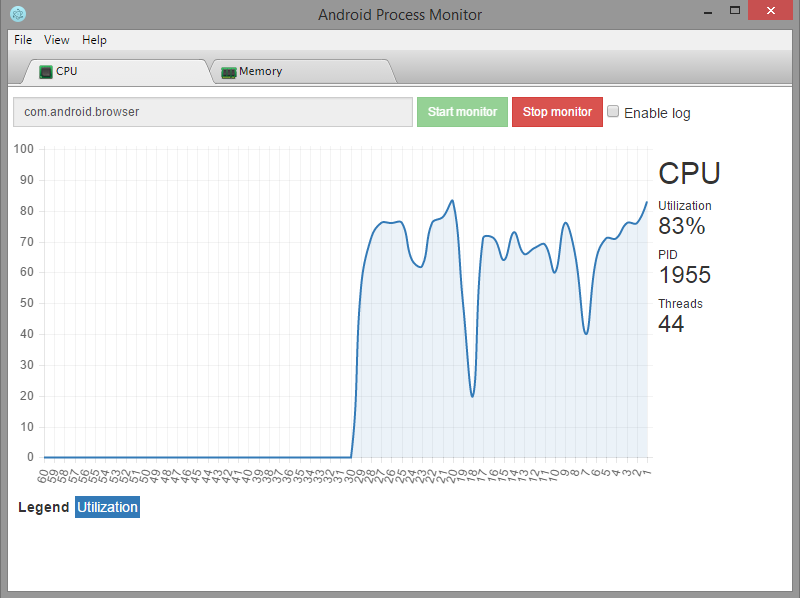 Android Process Monitor
File View Help
CPU Memory
com.android.browser Start monitor Stop monitor Enable log
100
90
80
70
60
50
40
30
20
10
0
60 59 58 57 56 55 54 53 52 51 50 49 48 47 46 45 44 43 42 41 40 39 38 37 36 35 34 33 32 31 30 29 28 27 26 25 24 23 22 21 20 19 18 17 16 15 14 13 12 11 10 9 8 7 6 5 4 3 2 1
CPU
Utilization
83%
PID
1955
Threads
44
Legend Utilization